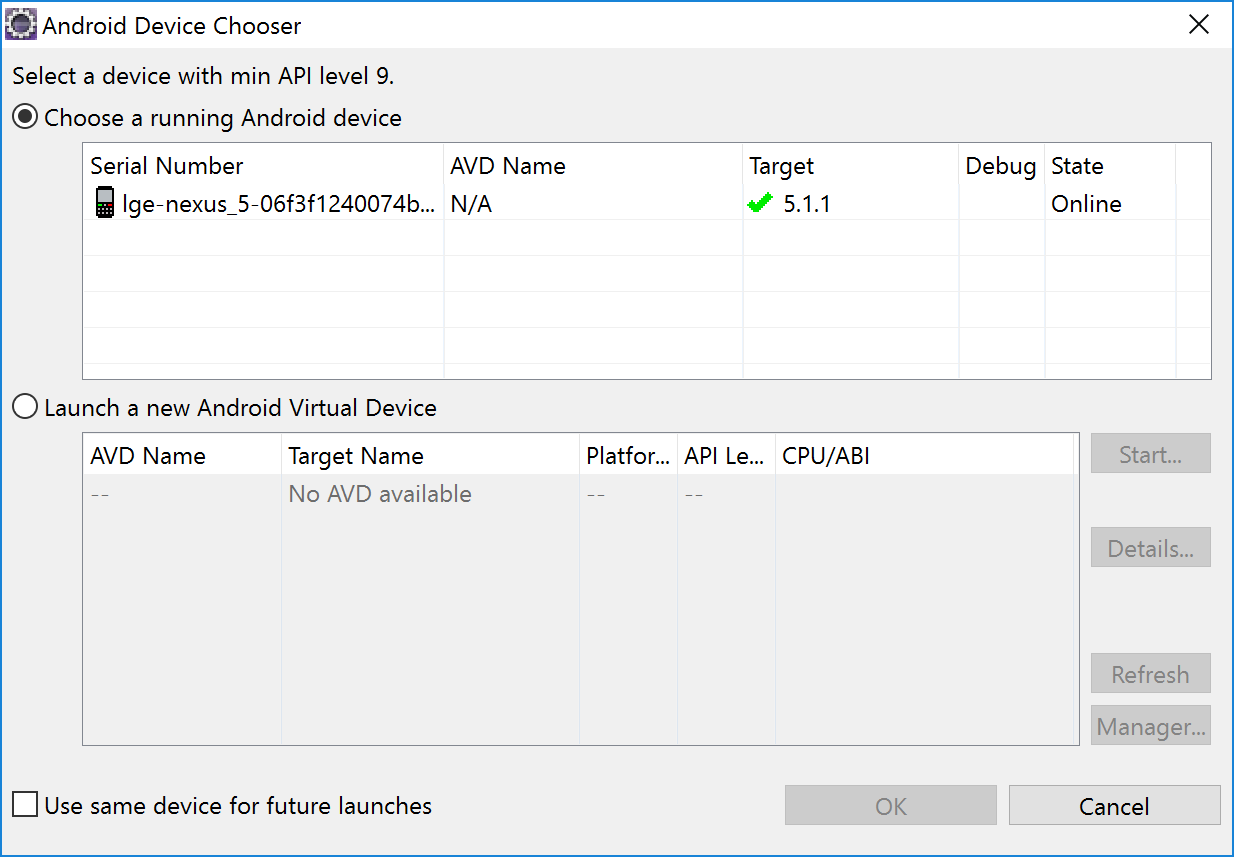 Android Device Chooser
Select a device with min API level 9.
Choose a running Android device
Serial Number AVD Name Target Debug State
lge-nexus_5-06f3f1240074b... N/A 5.1.1 Online
Launch a new Android Virtual Device
AVD Name Target Name Platfor... API Le... CPU/ABI
-- No AVD available -- --
Start...
Details...
Refresh
Manager...
Use same device for future launches
OK Cancel